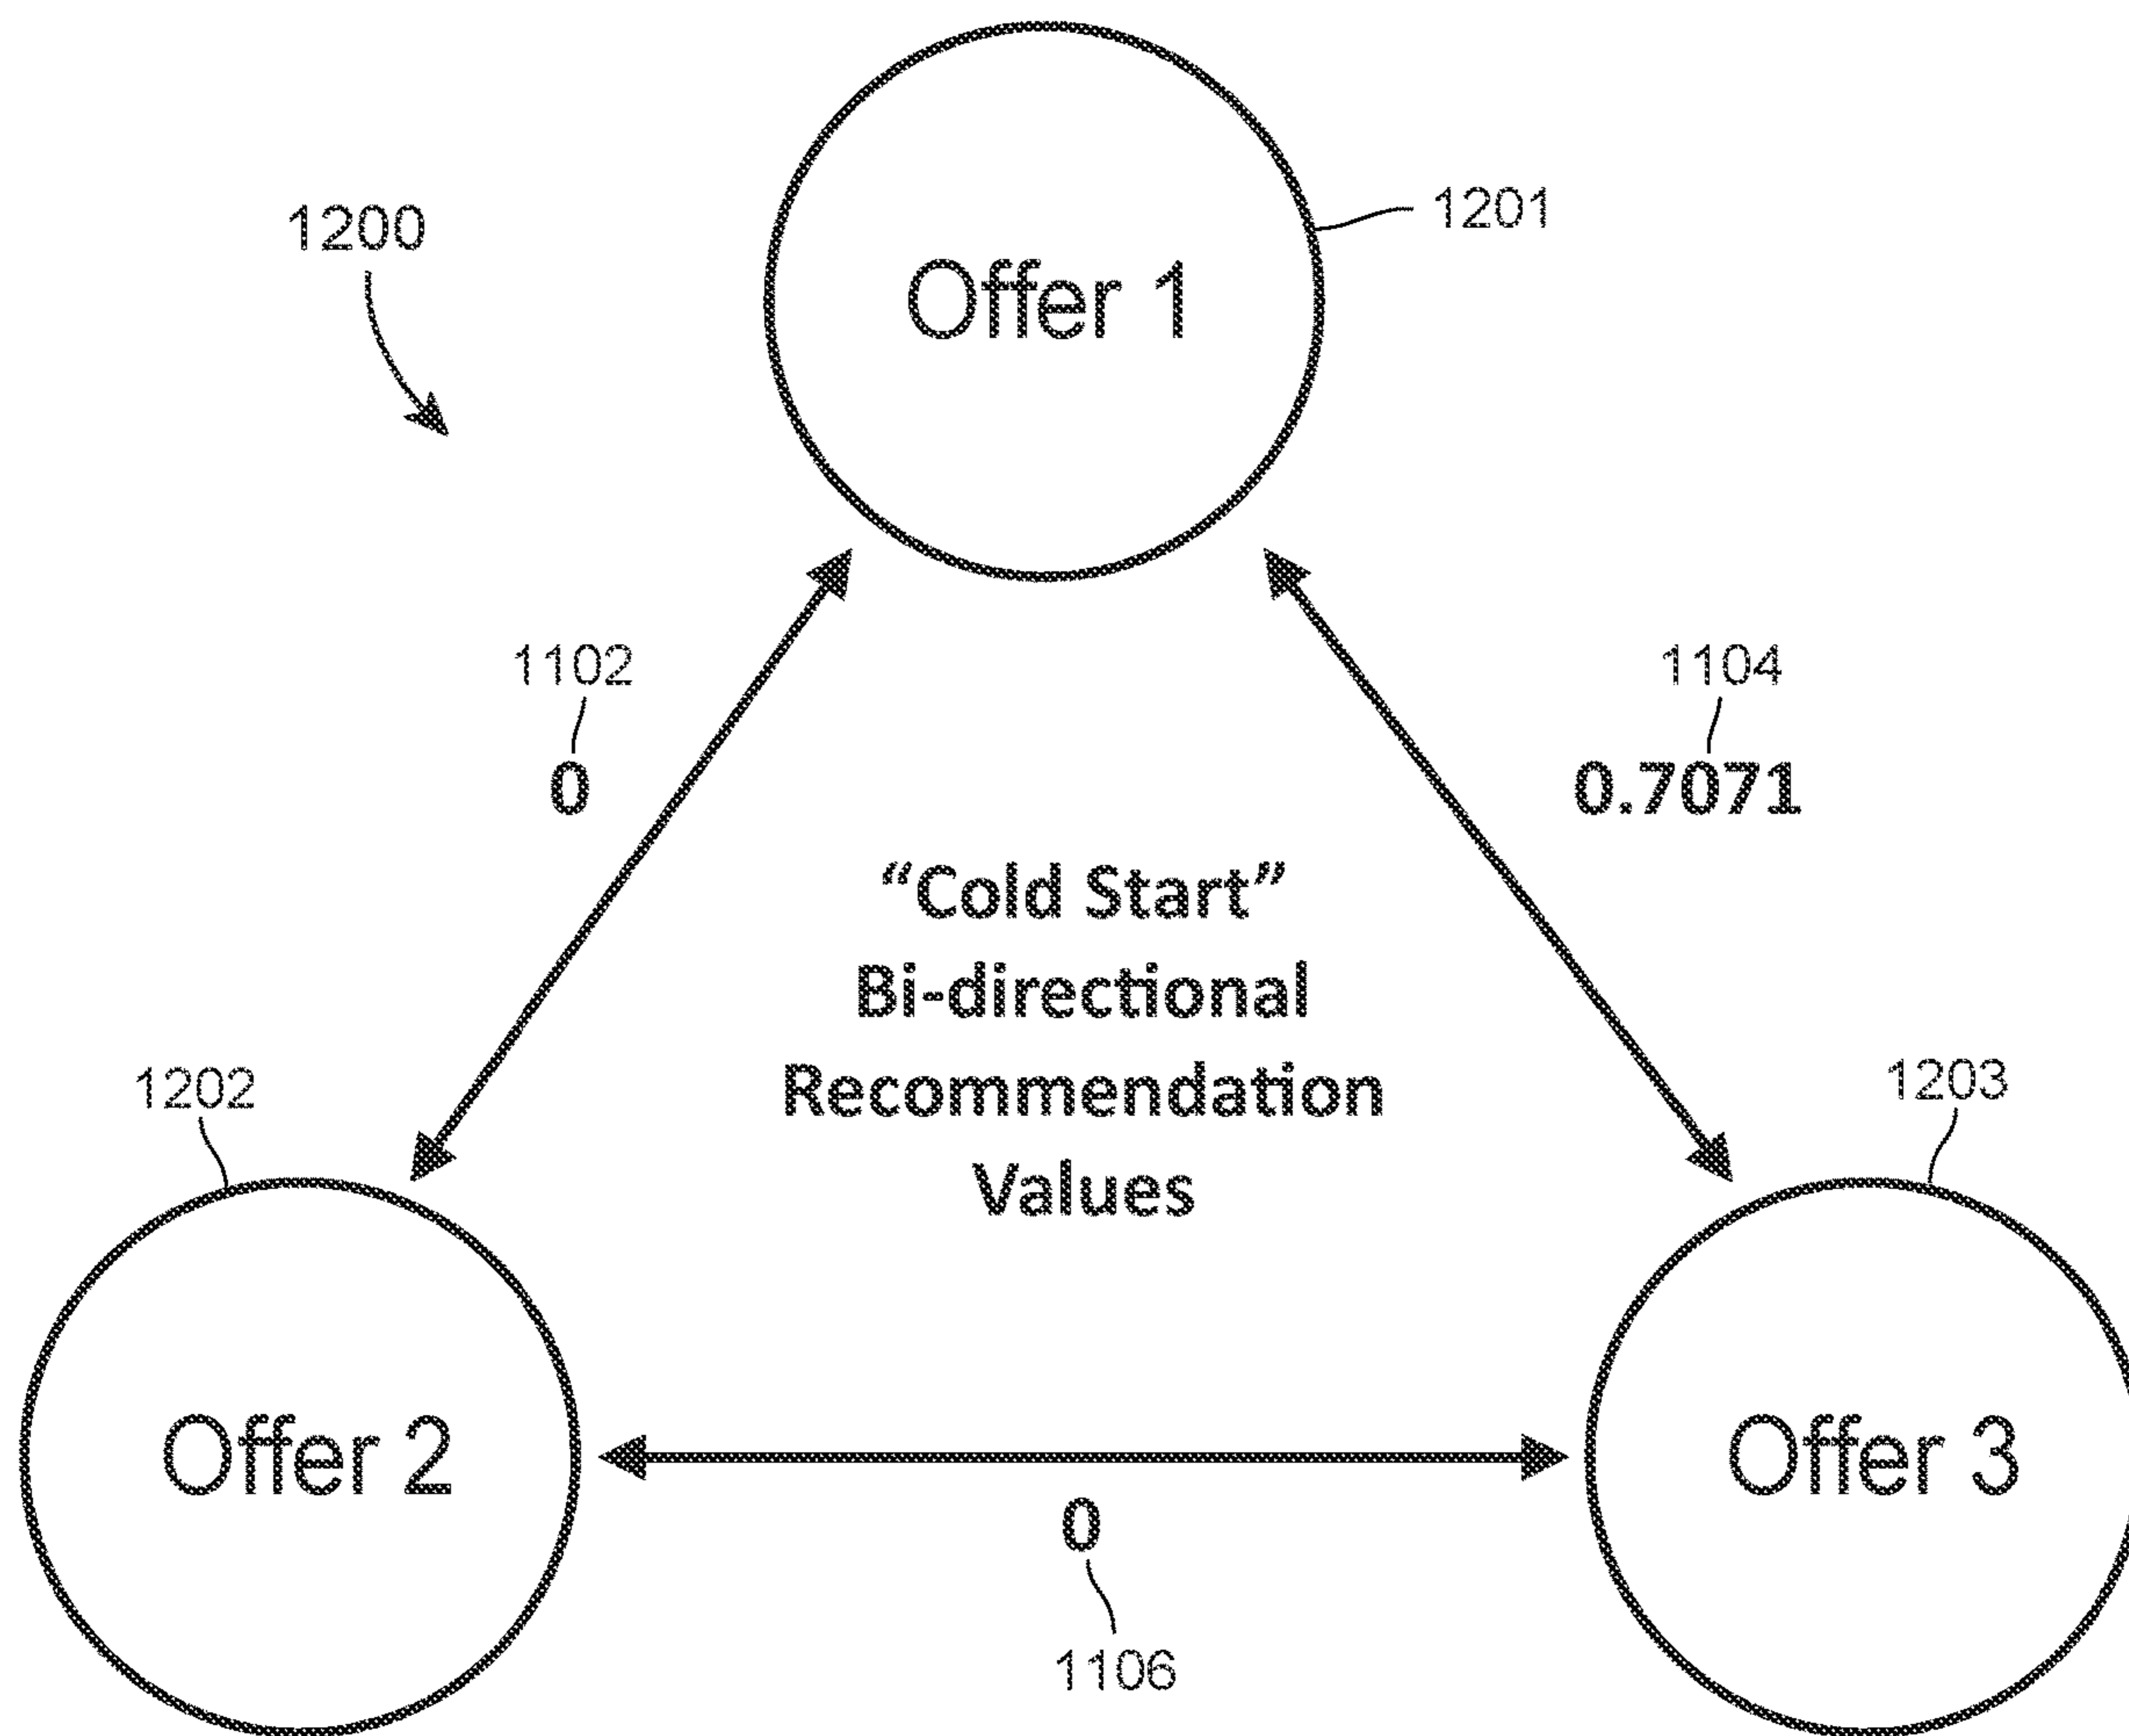 1200
1201
Offer 1
1102
0
1104
0.7071
“Cold Start”
Bi-directional
Recommendation
Values
1202
1203
Offer 2
Offer 3
0
1106